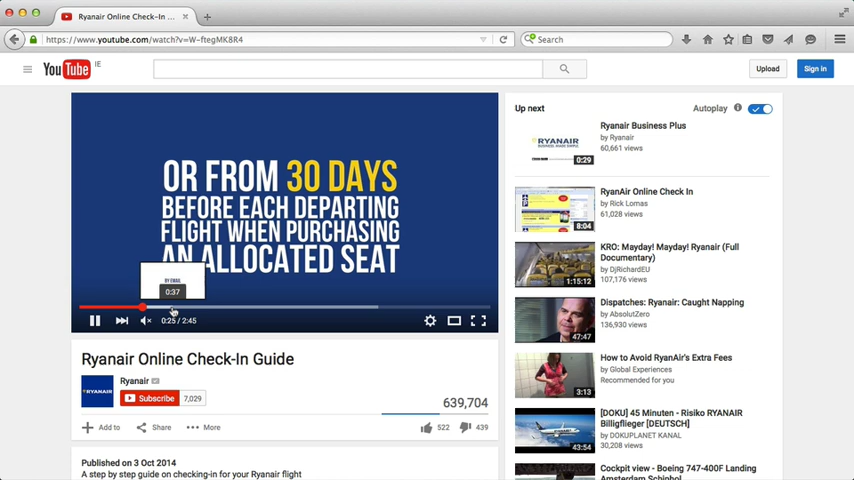 Ryanair Online Check-In ...
https://www.youtube.com/watch?v=W-ftegMK8R4
Search
YouTube IE
Upload
Sign in
OR FROM 30 DAYS
BEFORE EACH DEPARTING
FLIGHT WHEN PURCHASING
AN ALLOCATED SEAT
BY EMAIL
0:37
0:25 / 2:45
Ryanair Online Check-In Guide
RYANAIR
Ryanair
Subscribe
7,029
639,704
Add to
Share
More
522
439
Published on 3 Oct 2014
A step by step guide on checking-in for your Ryanair flight
Up next
Autoplay
RYANAIR
0:29
Ryanair Business Plus
by Ryanair
60,661 views
8:04
RyanAir Online Check In
by Rick Lomas
61,028 views
1:15:12
KRO: Mayday! Mayday! Ryanair (Full
Documentary)
by DjRichardEU
107,176 views
47:47
Dispatches: Ryanair: Caught Napping
by AbsolutZero
136,930 views
3:13
How to Avoid RyanAir's Extra Fees
by Global Experiences
Recommended for you
43:54
[DOKU] 45 Minuten - Risiko RYANAIR
Billigflieger [DEUTSCH]
by DOKUPLANET KANAL
30,208 views
Cockpit view - Boeing 747-400F Landing
Amsterdam Schiphol